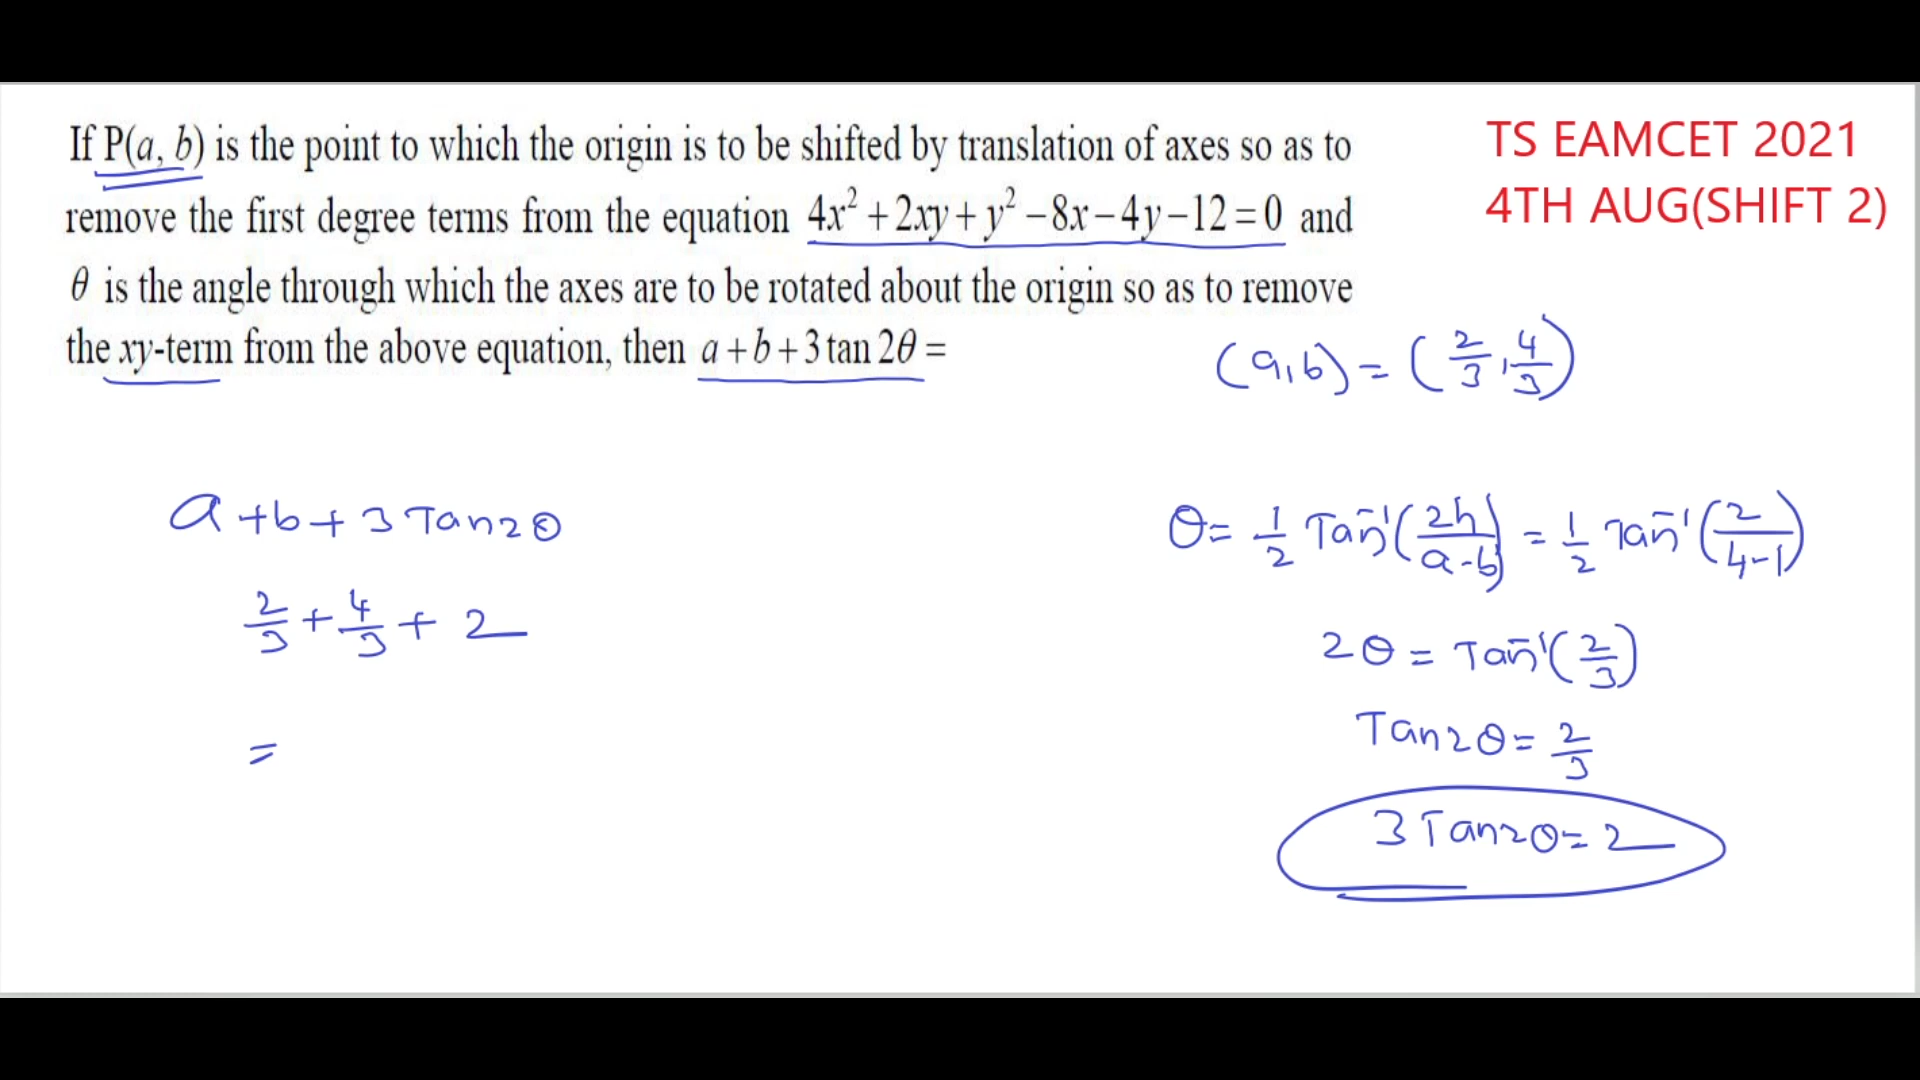 If P(a, b) is the point to which the origin is to be shifted by translation of axes so as to
remove the first degree terms from the equation 4x² + 2xy + y² − 8x − 4y − 12 = 0 and
θ is the angle through which the axes are to be rotated about the origin so as to remove
the xy-term from the above equation, then a + b + 3 tan 2θ =
TS EAMCET 2021
4TH AUG(SHIFT 2)
(a,b) = (2/3, 4/3)
a + b + 3 Tan2θ
2/3 + 4/3 + 2
=
θ = 1/2 Tan⁻¹(2h/a-b) = 1/2 Tan⁻¹(2/4-1)
2θ = Tan⁻¹(2/3)
Tan2θ = 2/3
3 Tan2θ = 2